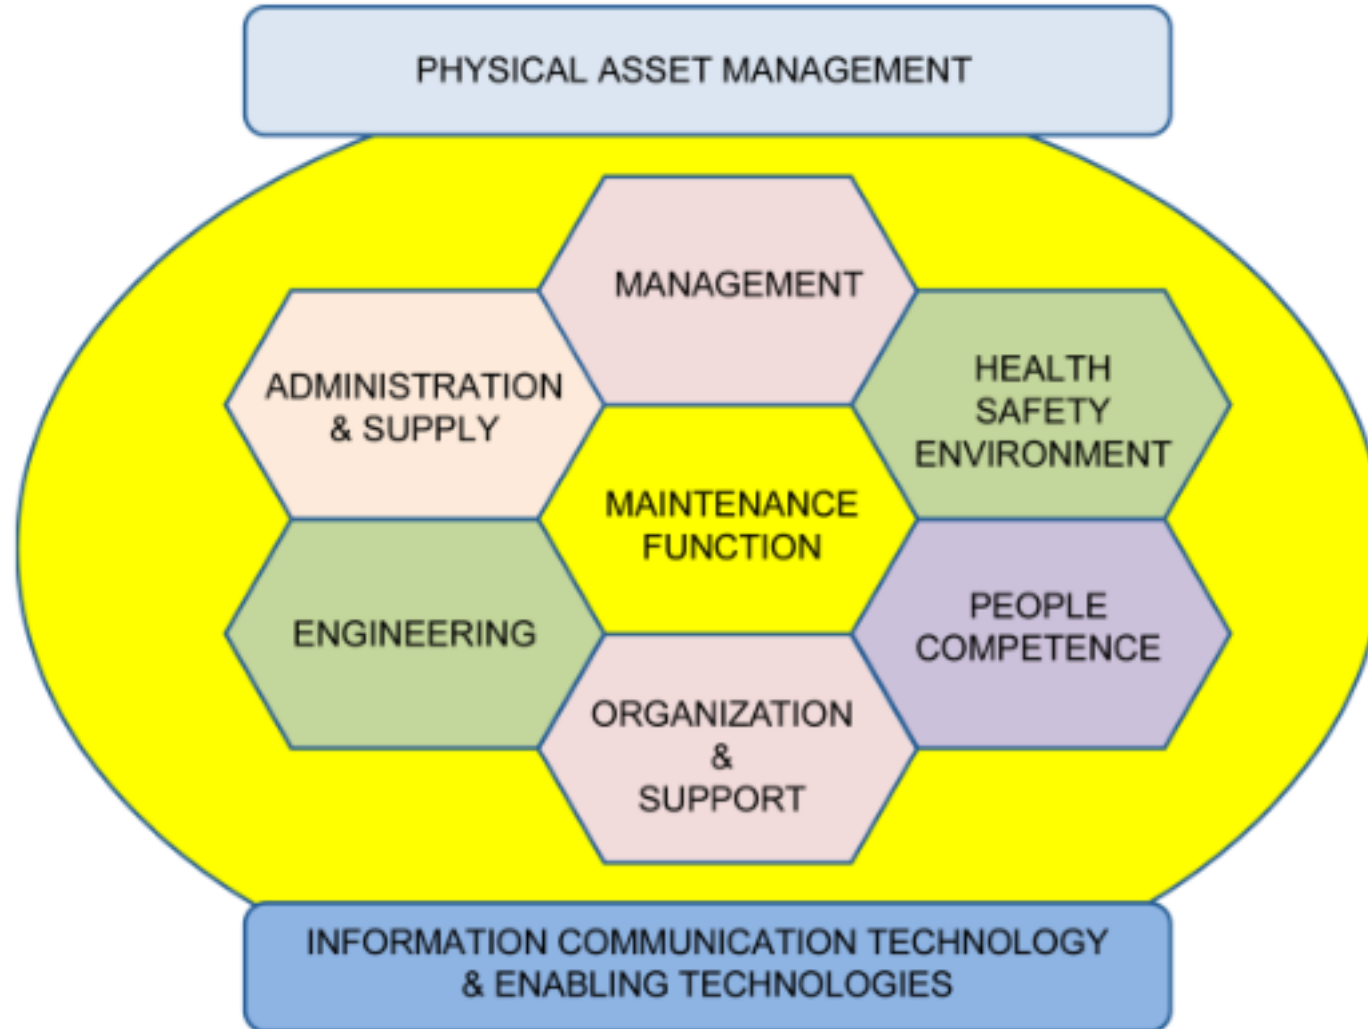 PHYSICAL ASSET MANAGEMENT
MANAGEMENT
ADMINISTRATION
& SUPPLY
HEALTH
SAFETY
ENVIRONMENT
MAINTENANCE
FUNCTION
ENGINEERING
PEOPLE
COMPETENCE
ORGANIZATION
&
SUPPORT
INFORMATION COMMUNICATION TECHNOLOGY
& ENABLING TECHNOLOGIES